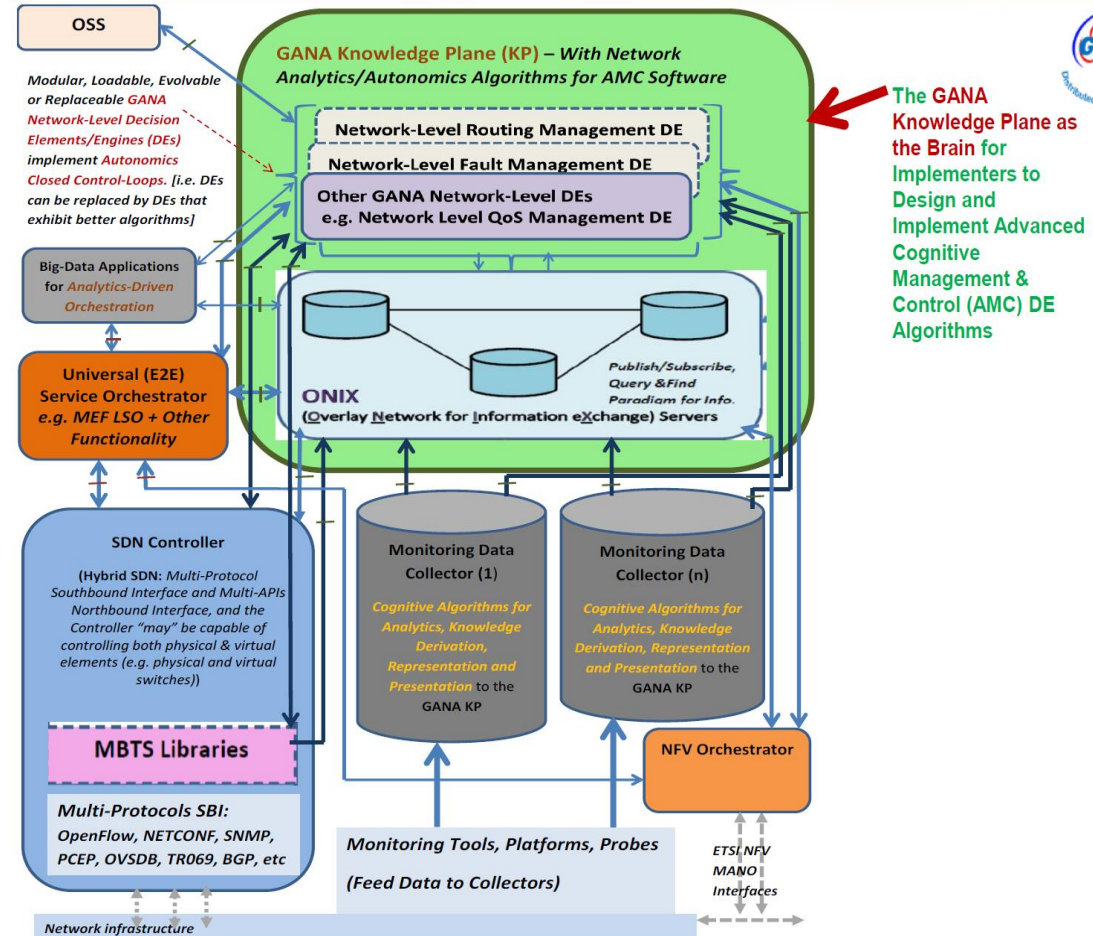 OSS
GANA Knowledge Plane (KP) – With Network
Analytics/Autonomics Algorithms for AMC Software
Modular, Loadable, Evolvable
or Replaceable GANA
Network-Level Decision
Elements/Engines (DEs)
implement Autonomics
Closed Control-Loops. [i.e. DEs
can be replaced by DEs that
exhibit better algorithms]
Network-Level Routing Management DE
Network-Level Fault Management DE
Other GANA Network-Level DEs
e.g. Network Level QoS Management DE
The GANA
Knowledge Plane as
the Brain for
Implementers to
Design and
Implement Advanced
Cognitive
Management &
Control (AMC) DE
Algorithms
Big-Data Applications
for Analytics-Driven
Orchestration
Universal (E2E)
Service Orchestrator
e.g. MEF LSO + Other
Functionality
Publish/Subscribe,
Query &Find
Paradigm for Info.
ONIX
(Overlay Network for Information eXchange) Servers
SDN Controller
(Hybrid SDN: Multi-Protocol
Southbound Interface and Multi-APIs
Northbound Interface, and the
Controller “may” be capable of
controlling both physical & virtual
elements (e.g. physical and virtual
switches))
MBTS Libraries
Multi-Protocols SBI:
OpenFlow, NETCONF, SNMP,
PCEP, OVSDB, TR069, BGP, etc
Monitoring Data
Collector (1)
Cognitive Algorithms for
Analytics, Knowledge
Derivation,
Representation and
Presentation to the
GANA KP
Monitoring Data
Collector (n)
Cognitive Algorithms for
Analytics, Knowledge
Derivation, Representation
and Presentation to the
GANA KP
NFV Orchestrator
Monitoring Tools, Platforms, Probes
(Feed Data to Collectors)
ETSI NFV
MANO
Interfaces
Network infrastructure